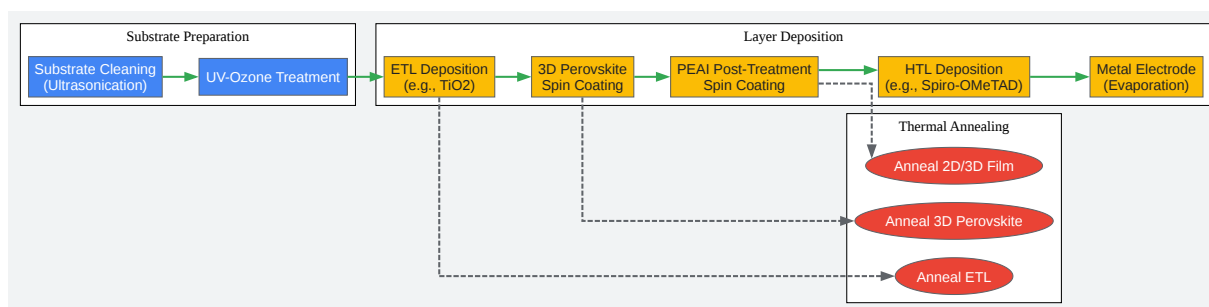 Substrate Preparation
Layer Deposition
Substrate Cleaning
(Ultrasonication)
UV-Ozone Treatment
ETL Deposition
(e.g., TiO2)
3D Perovskite
Spin Coating
PEAI Post-Treatment
Spin Coating
HTL Deposition
(e.g., Spiro-OMeTAD)
Metal Electrode
(Evaporation)
Thermal Annealing
Anneal 2D/3D Film
Anneal 3D Perovskite
Anneal ETL